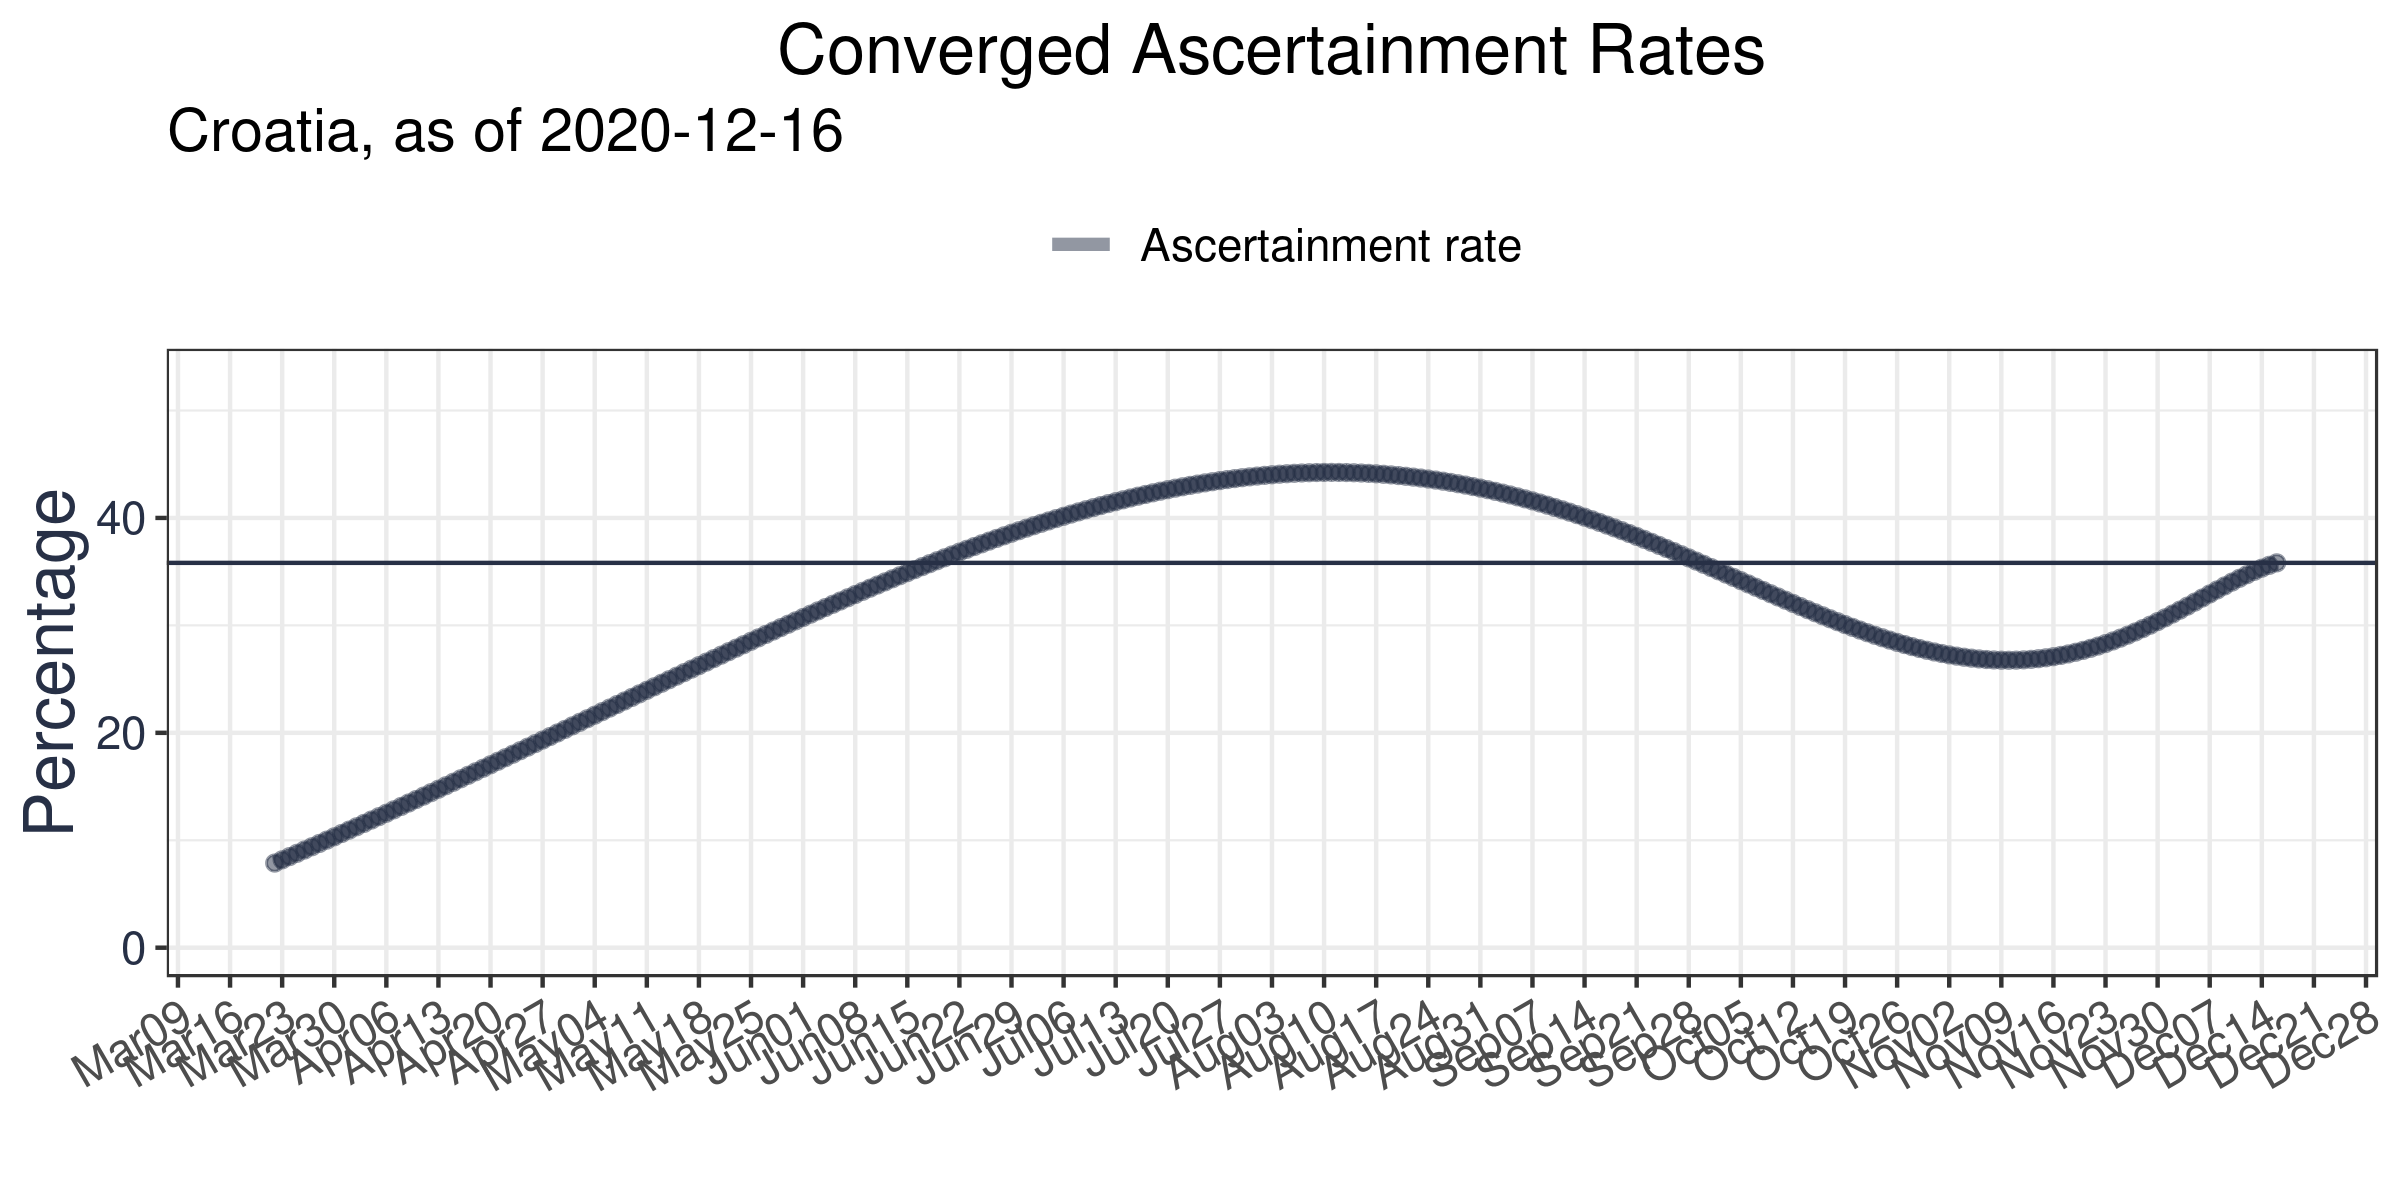 Converged Ascertainment Rates
Croatia, as of 2020-12-16
Ascertainment rate
Percentage
40
20
0
Mar09 Mar16 Mar23 Mar30 Apr06 Apr13 Apr20 Apr27 May04 May11 May18 May25 Jun01 Jun08 Jun15 Jun22 Jun29 Jul06 Jul13 Jul20 Jul27 Aug03 Aug10 Aug17 Aug24 Aug31 Sep07 Sep14 Sep21 Sep28 Oct05 Oct12 Oct19 Oct26 Nov02 Nov09 Nov16 Nov23 Nov30 Dec07 Dec14 Dec21 Dec28